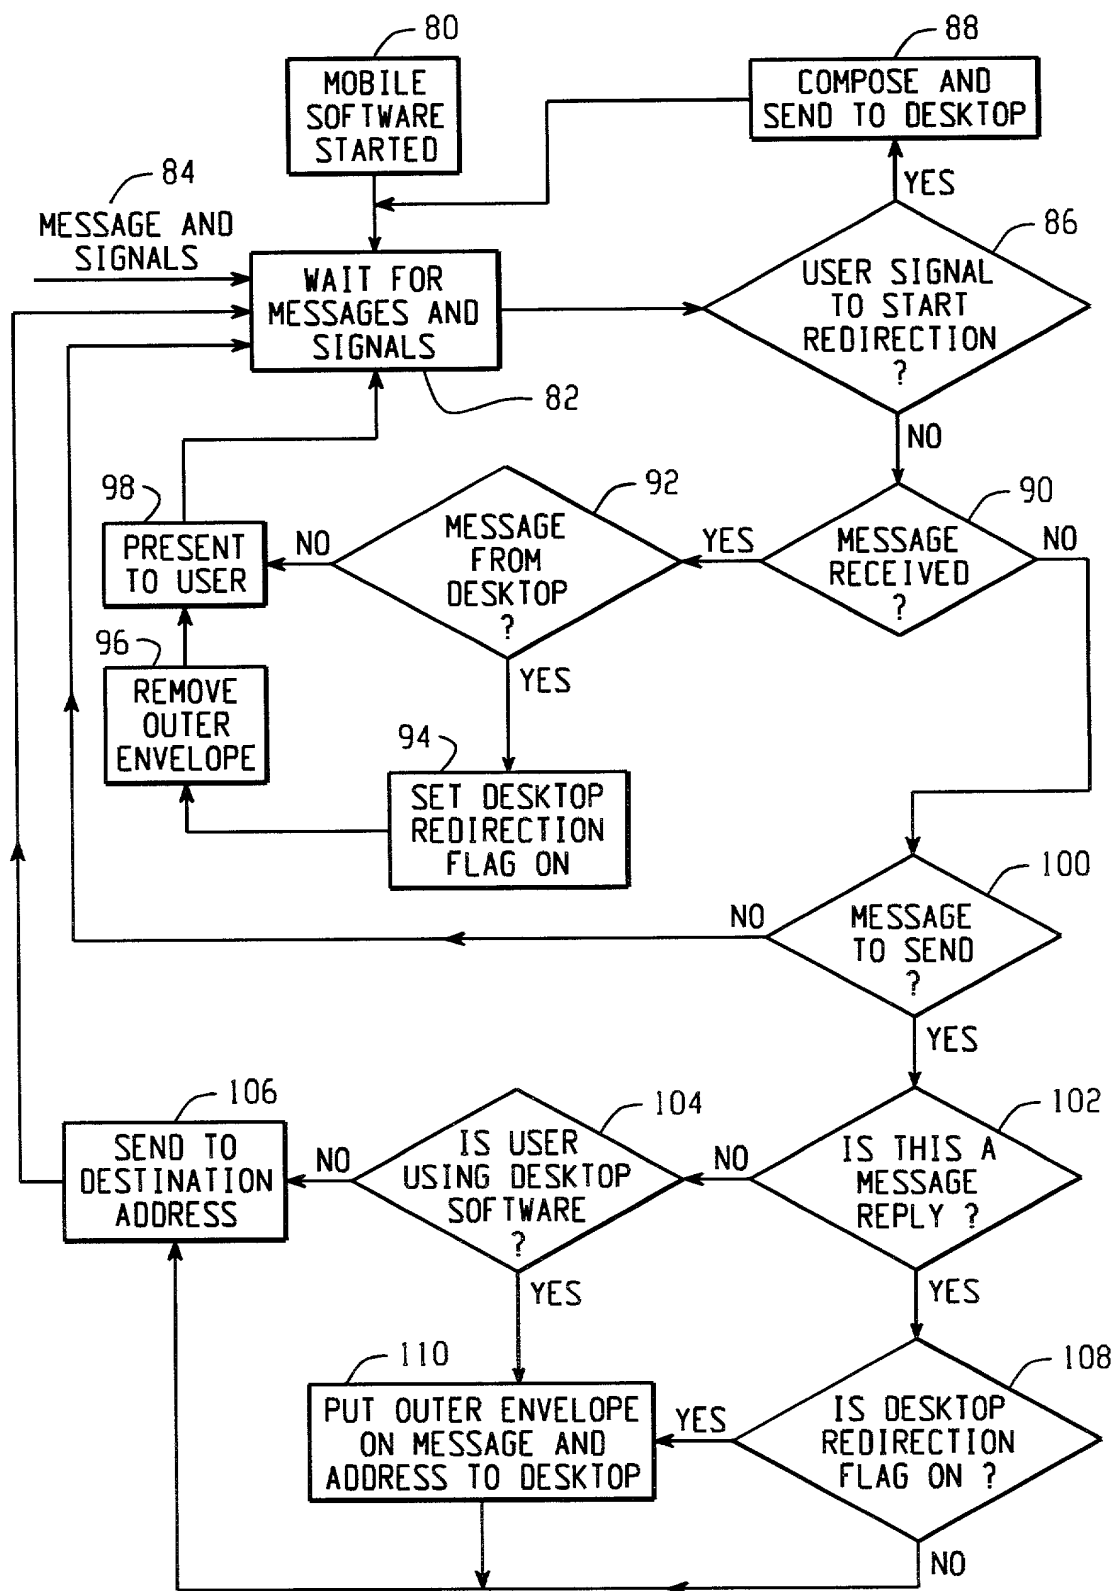 80
MOBILE
SOFTWARE
STARTED
88
COMPOSE AND
SEND TO DESKTOP
YES
84
MESSAGE AND
SIGNALS
WAIT FOR
MESSAGES AND
SIGNALS
82
86
USER SIGNAL
TO START
REDIRECTION
?
NO
90
MESSAGE
RECEIVED
?
NO
YES
92
MESSAGE
FROM
DESKTOP
?
NO
98
PRESENT
TO USER
96
REMOVE
OUTER
ENVELOPE
YES
94
SET DESKTOP
REDIRECTION
FLAG ON
100
MESSAGE
TO SEND
?
NO
YES
102
IS THIS A
MESSAGE
REPLY ?
NO
104
IS USER
USING DESKTOP
SOFTWARE
?
NO
106
SEND TO
DESTINATION
ADDRESS
YES
YES
108
IS DESKTOP
REDIRECTION
FLAG ON ?
YES
110
PUT OUTER ENVELOPE
ON MESSAGE AND
ADDRESS TO DESKTOP
NO